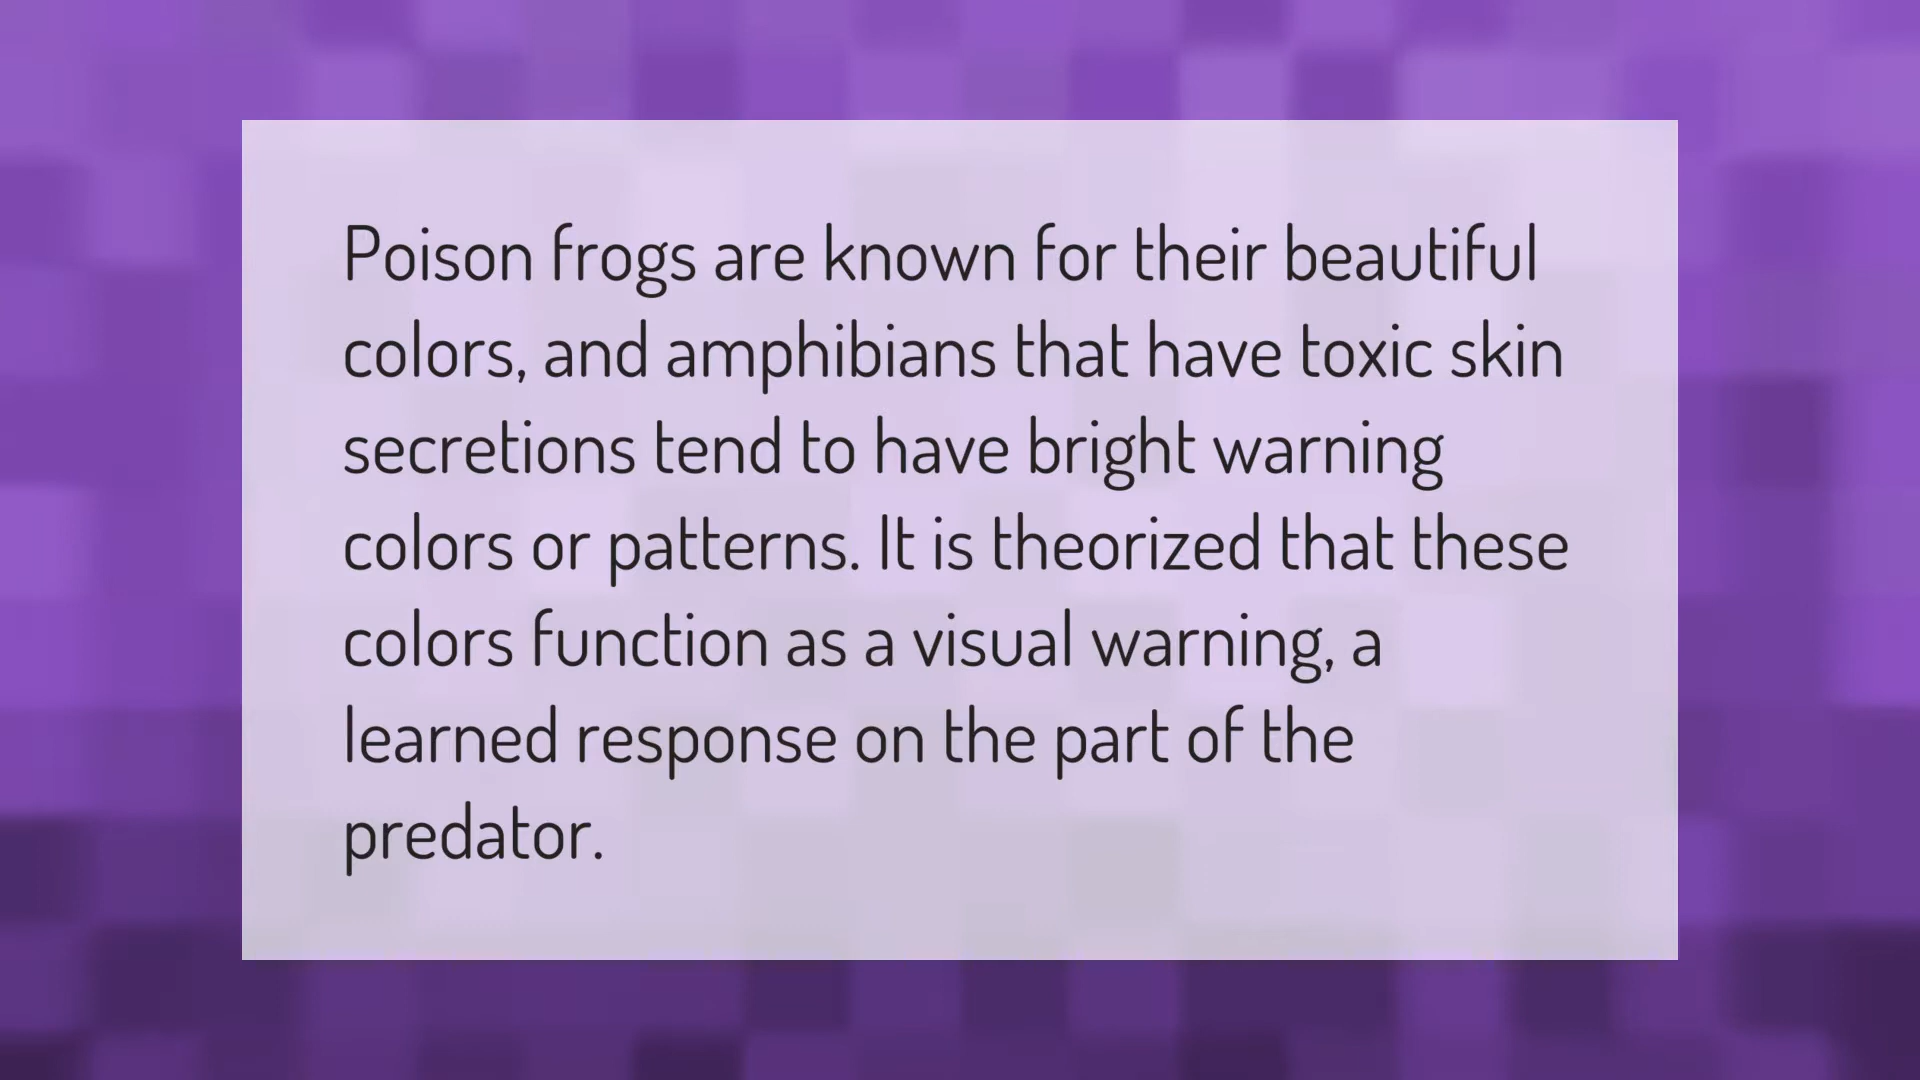 Poison frogs are known for their beautiful
colors, and amphibians that have toxic skin
secretions tend to have bright warning
colors or patterns. It is theorized that these
colors function as a visual warning, a
learned response on the part of the
predator.